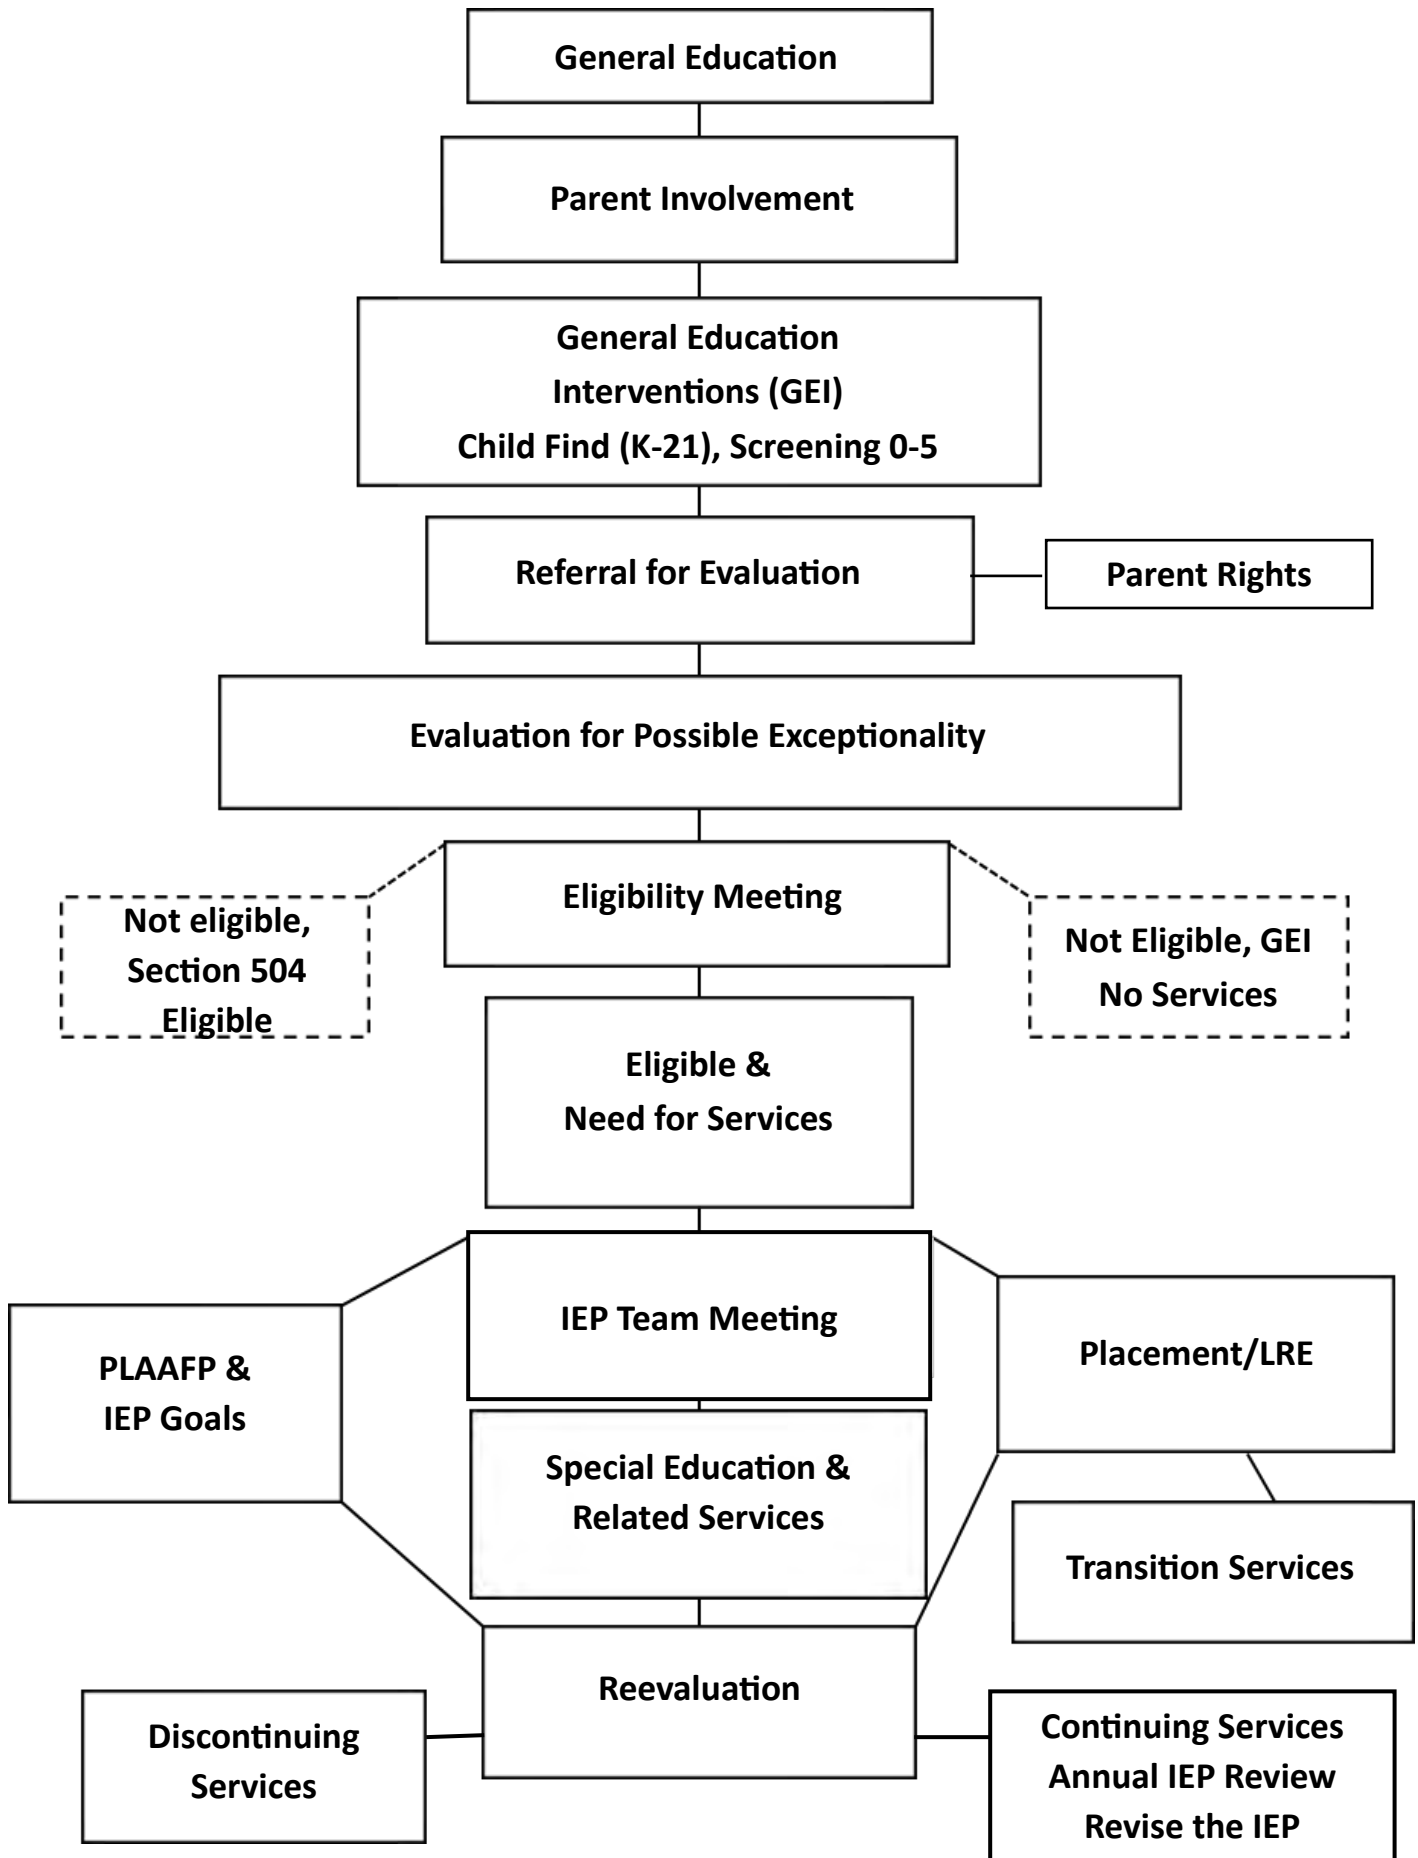 General Education
Parent Involvement
General Education
Interventions (GEI)
Child Find (K-21), Screening 0-5
Referral for Evaluation
Parent Rights
Evaluation for Possible Exceptionality
Eligibility Meeting
Not eligible,
Section 504
Eligible
Not Eligible, GEI
No Services
Eligible &
Need for Services
IEP Team Meeting
PLAAFP &
IEP Goals
Placement/LRE
Special Education &
Related Services
Transition Services
Reevaluation
Discontinuing
Services
Continuing Services
Annual IEP Review
Revise the IEP